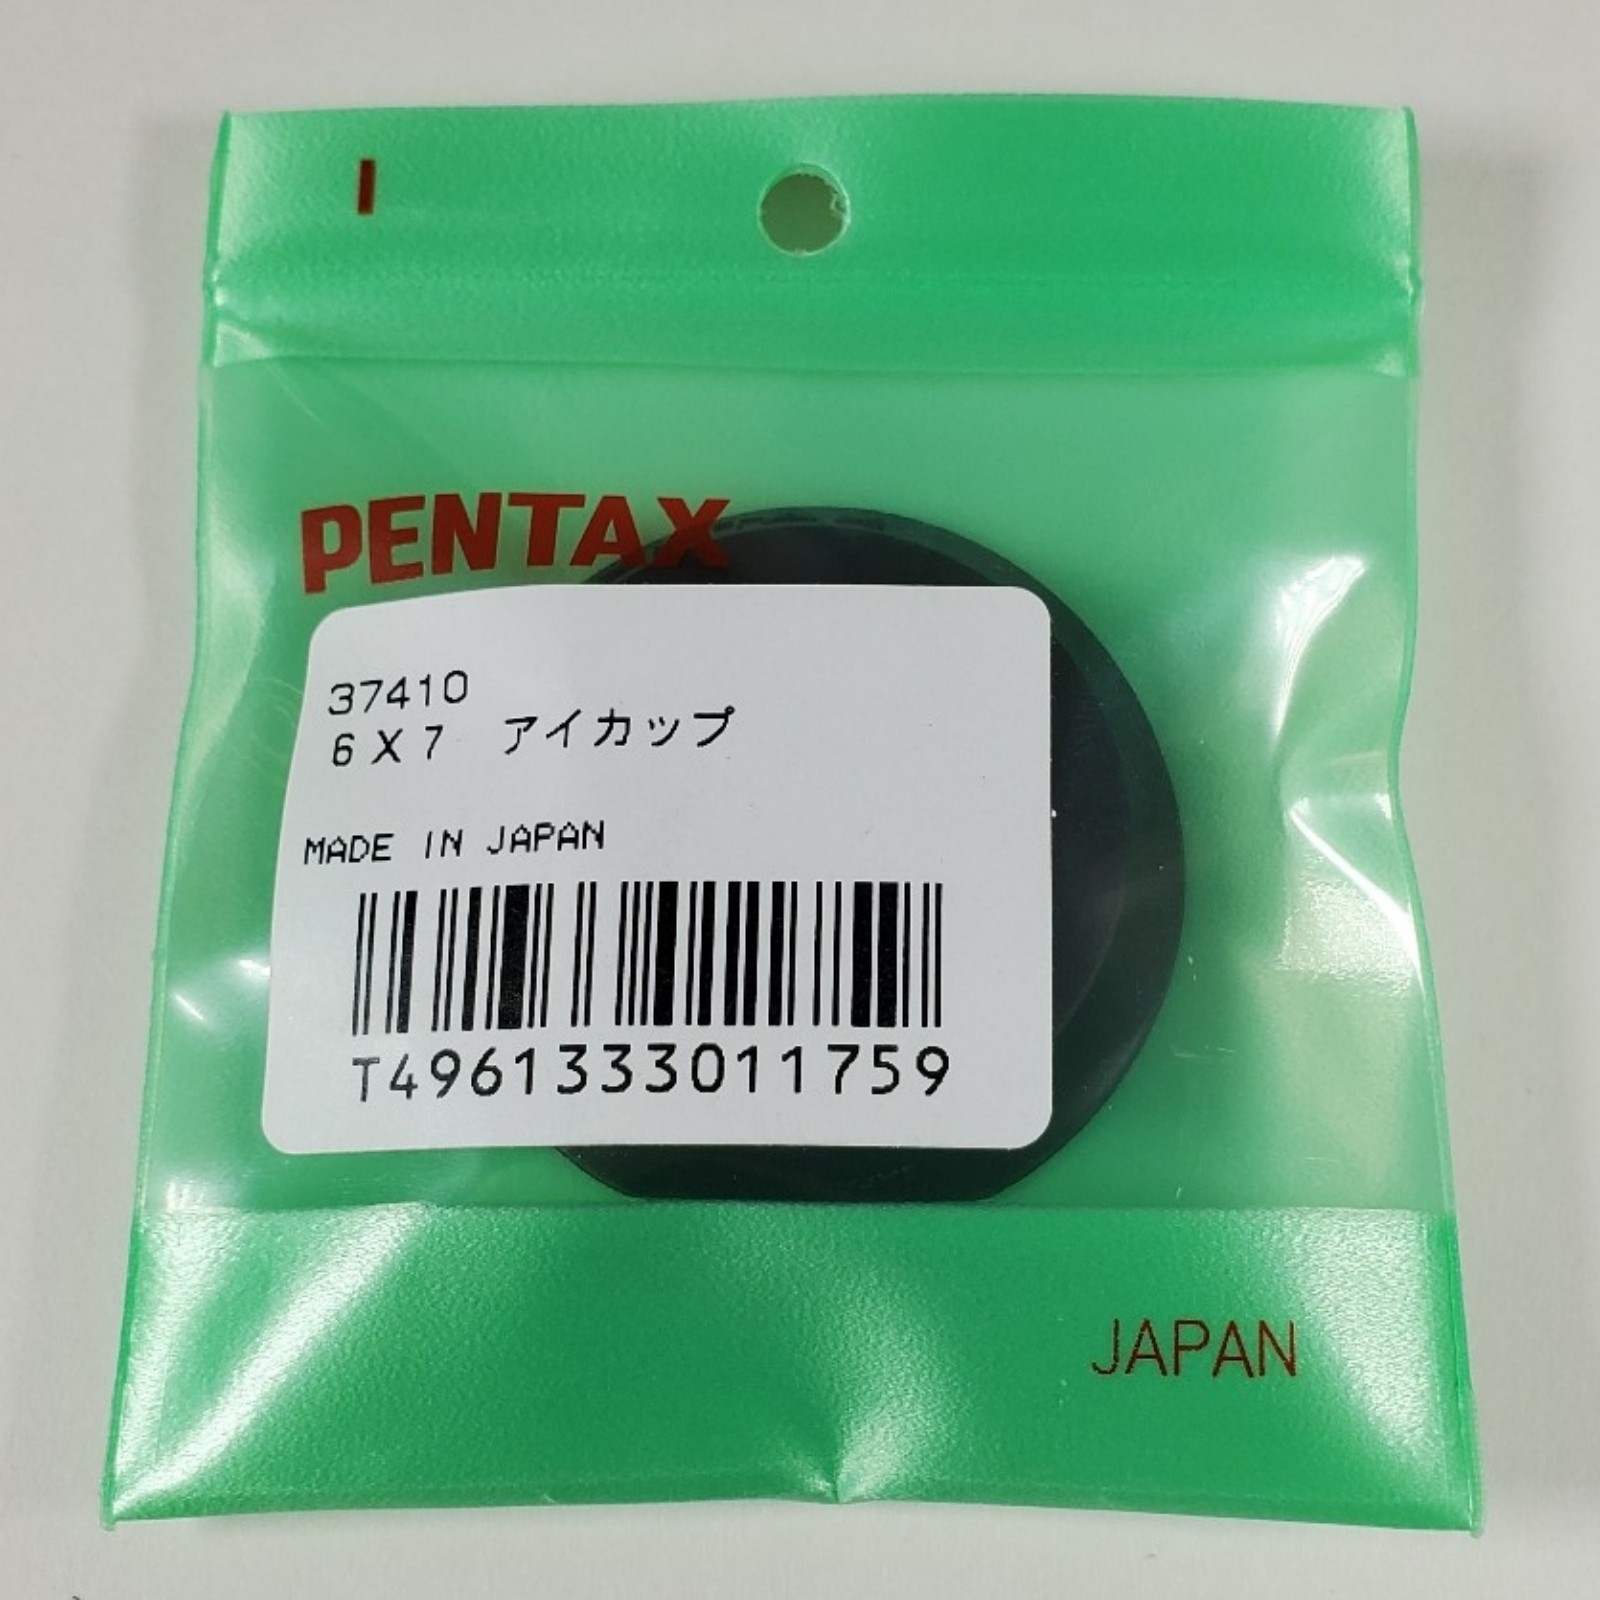 PENTAX
37410
6X7 アイカップ
MADE IN JAPAN
T4961333011759
JAPAN